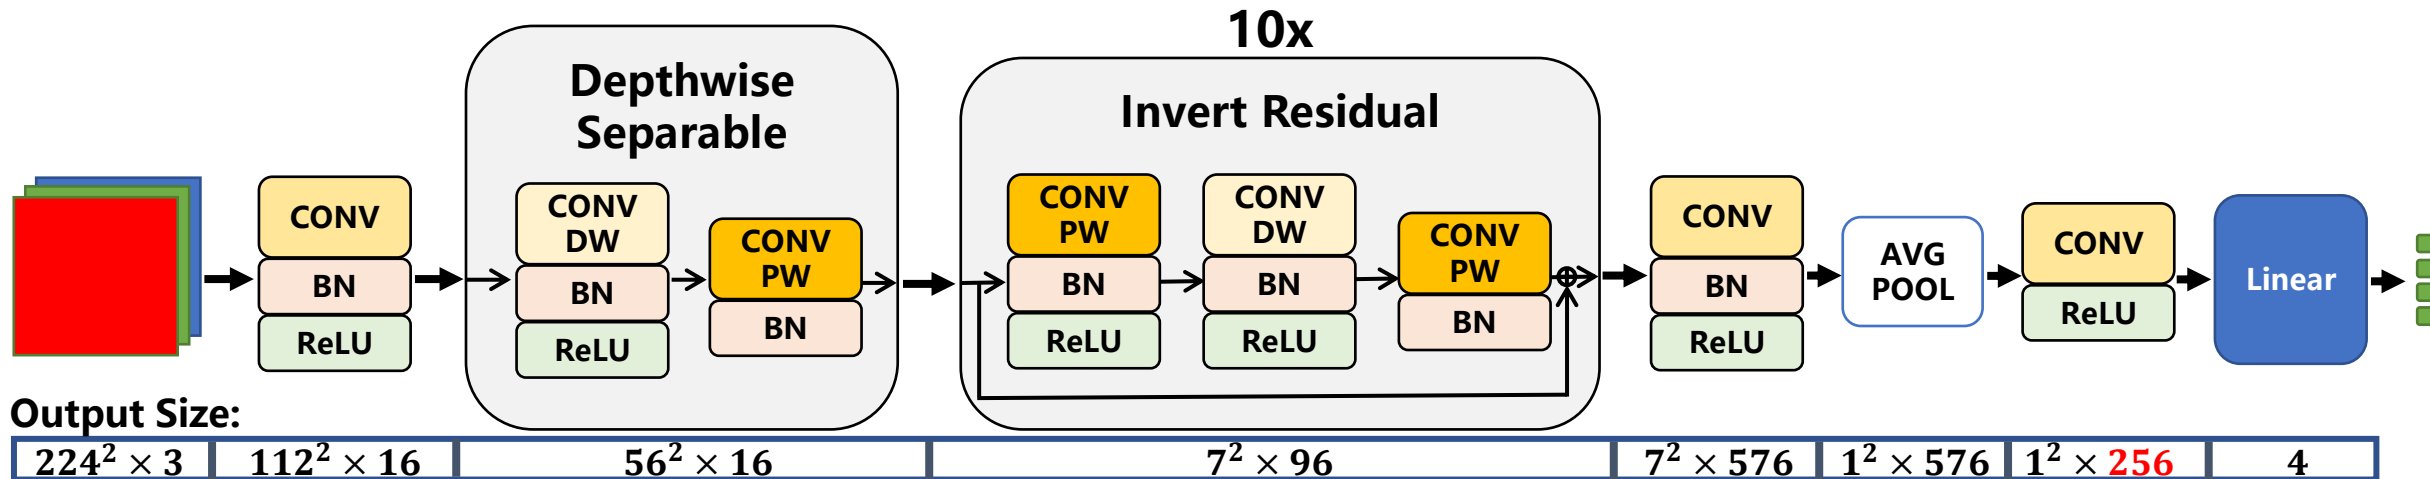 10x
Depthwise
Separable
Invert Residual
CONV
BN
ReLU
CONV
DW
BN
ReLU
CONV
PW
BN
CONV
PW
BN
ReLU
CONV
DW
BN
ReLU
CONV
PW
BN
CONV
BN
ReLU
AVG
POOL
CONV
ReLU
Linear
Output Size:
224² × 3
112² × 16
56² × 16
7² × 96
7² × 576
1² × 576
1² × 256
4